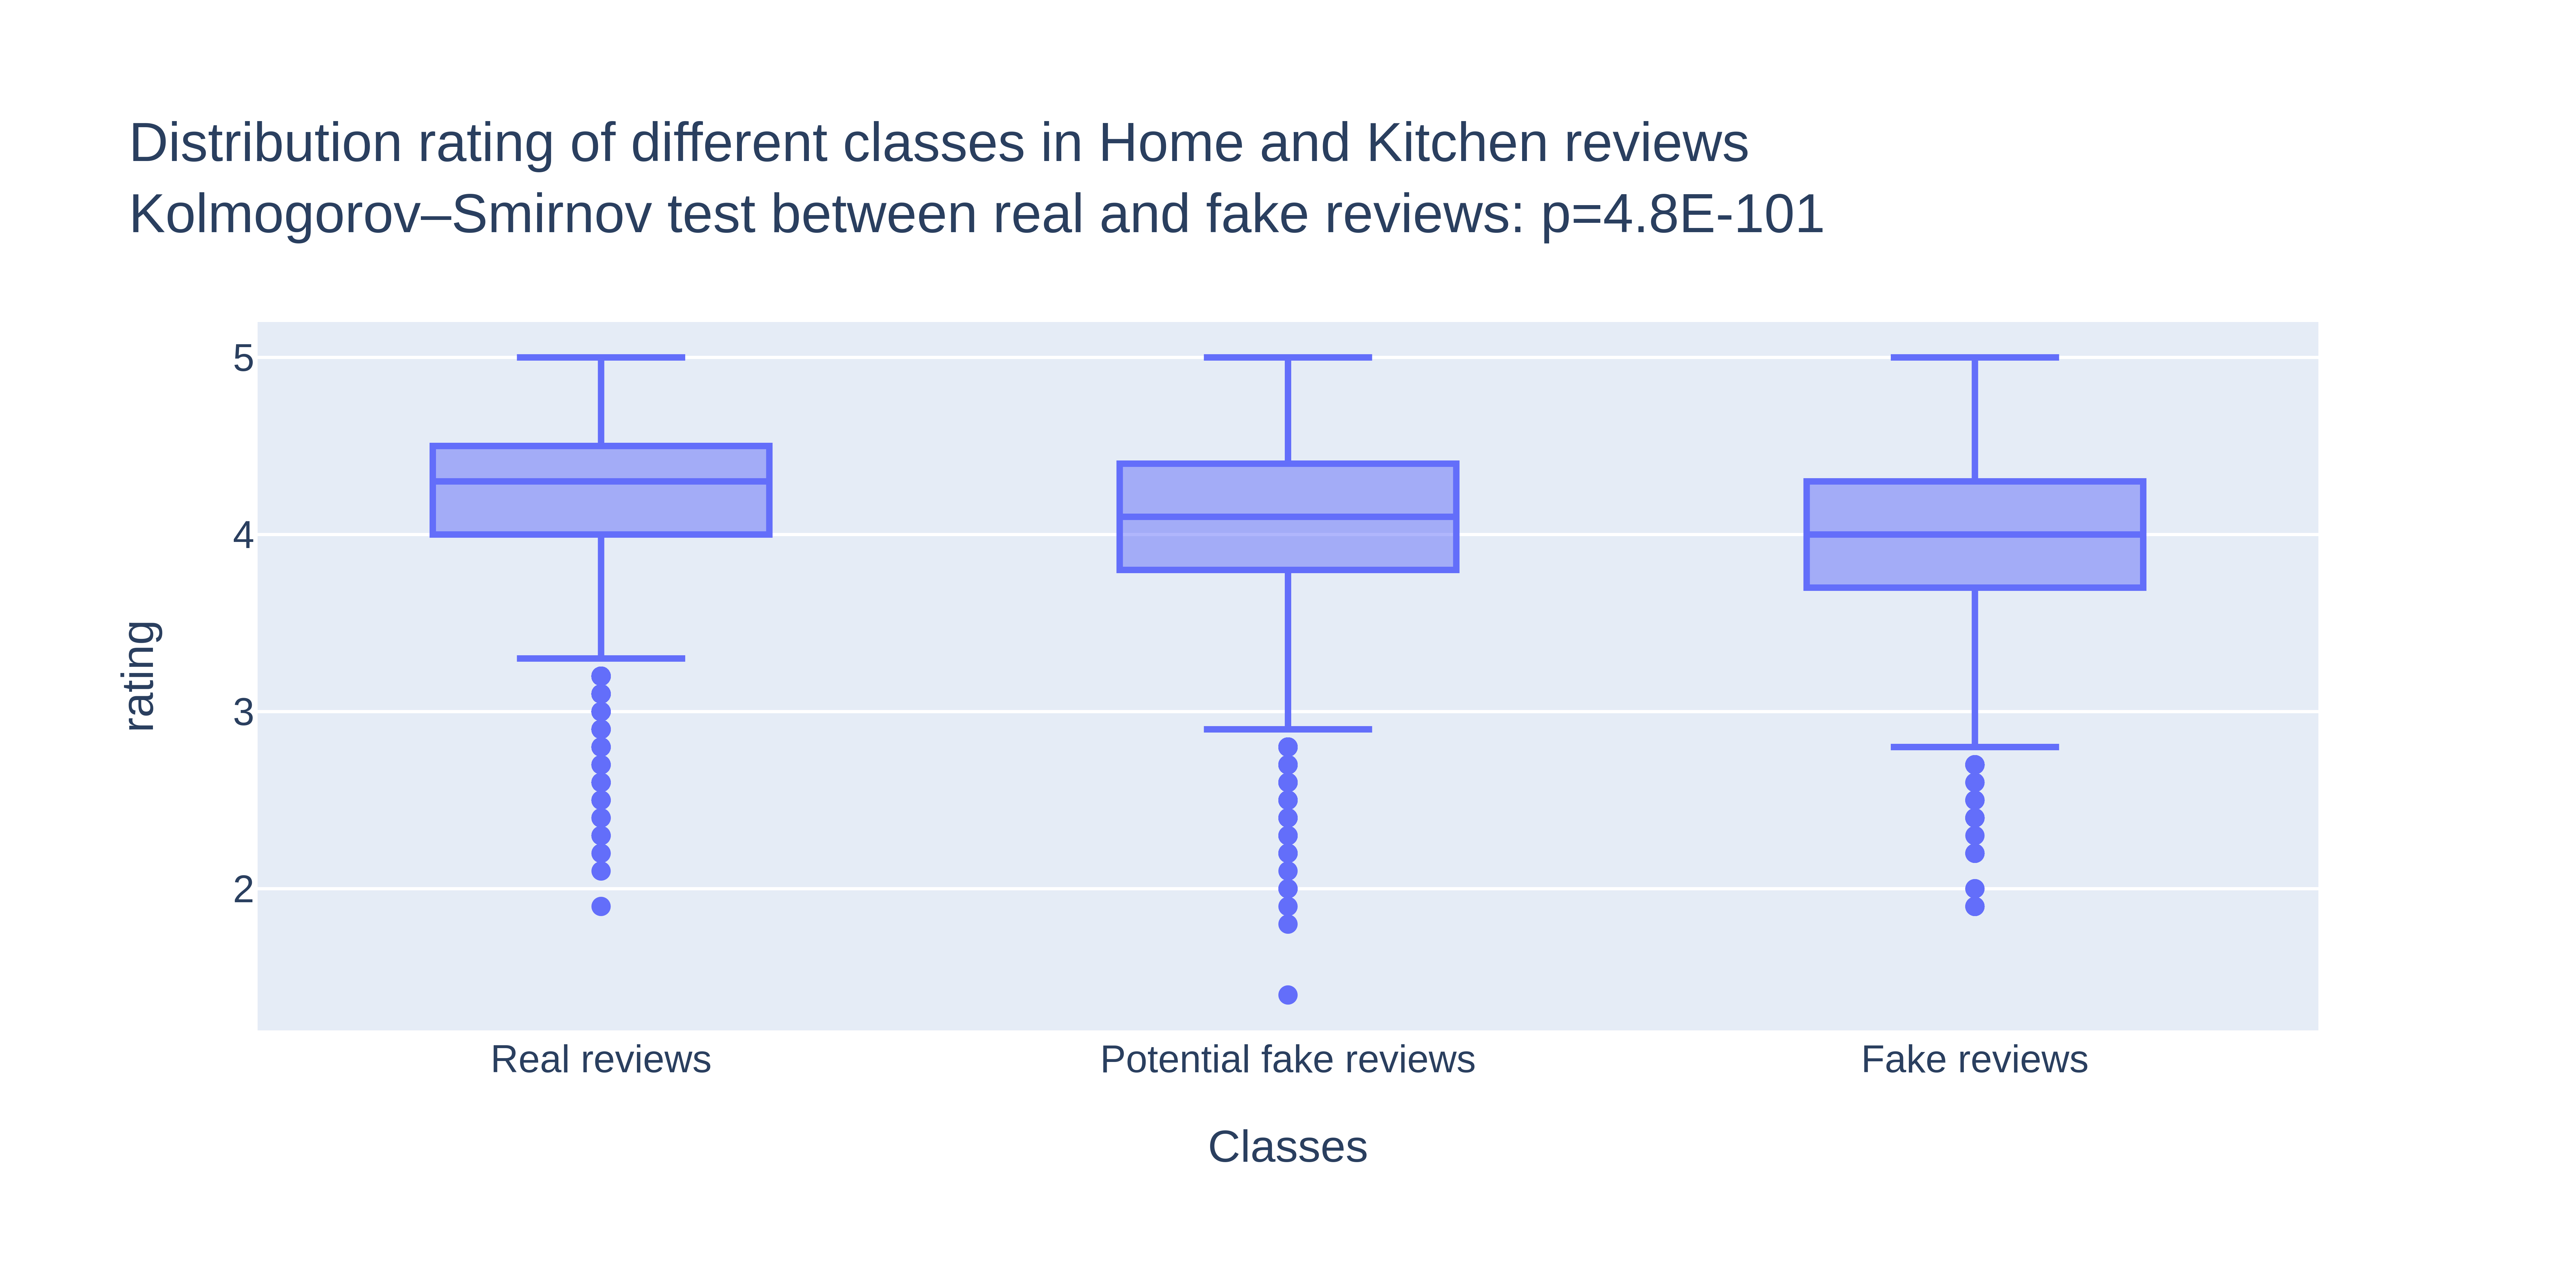 Distribution rating of different classes in Home and Kitchen reviews
Kolmogorov–Smirnov test between real and fake reviews: p=4.8E-101
5
4
3
2
rating
Real reviews
Potential fake reviews
Fake reviews
Classes